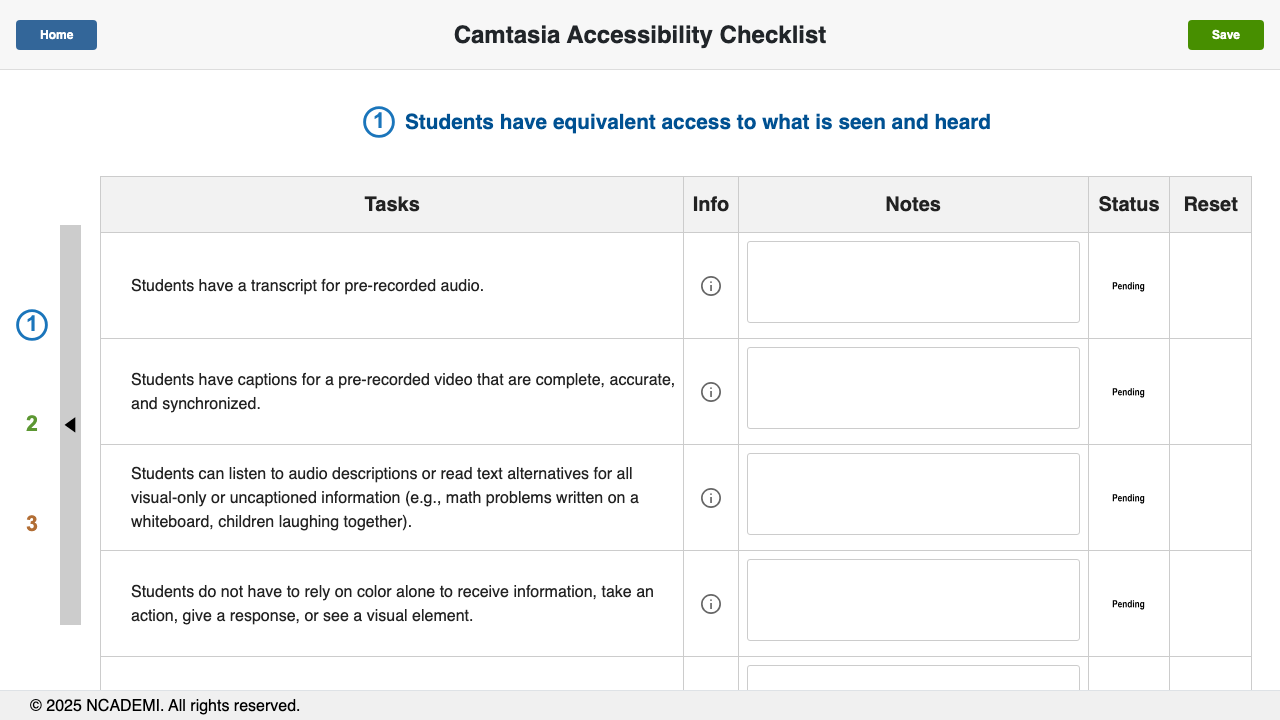 Home
Camtasia Accessibility Checklist
Save
1 Students have equivalent access to what is seen and heard
Tasks Info Notes Status Reset
Students have a transcript for pre-recorded audio.
Pending
1
Students have captions for a pre-recorded video that are complete, accurate,
and synchronized.
Pending
2
Students can listen to audio descriptions or read text alternatives for all
visual-only or uncaptioned information (e.g., math problems written on a
whiteboard, children laughing together).
Pending
3
Students do not have to rely on color alone to receive information, take an
action, give a response, or see a visual element.
Pending
© 2025 NCADEMI. All rights reserved.